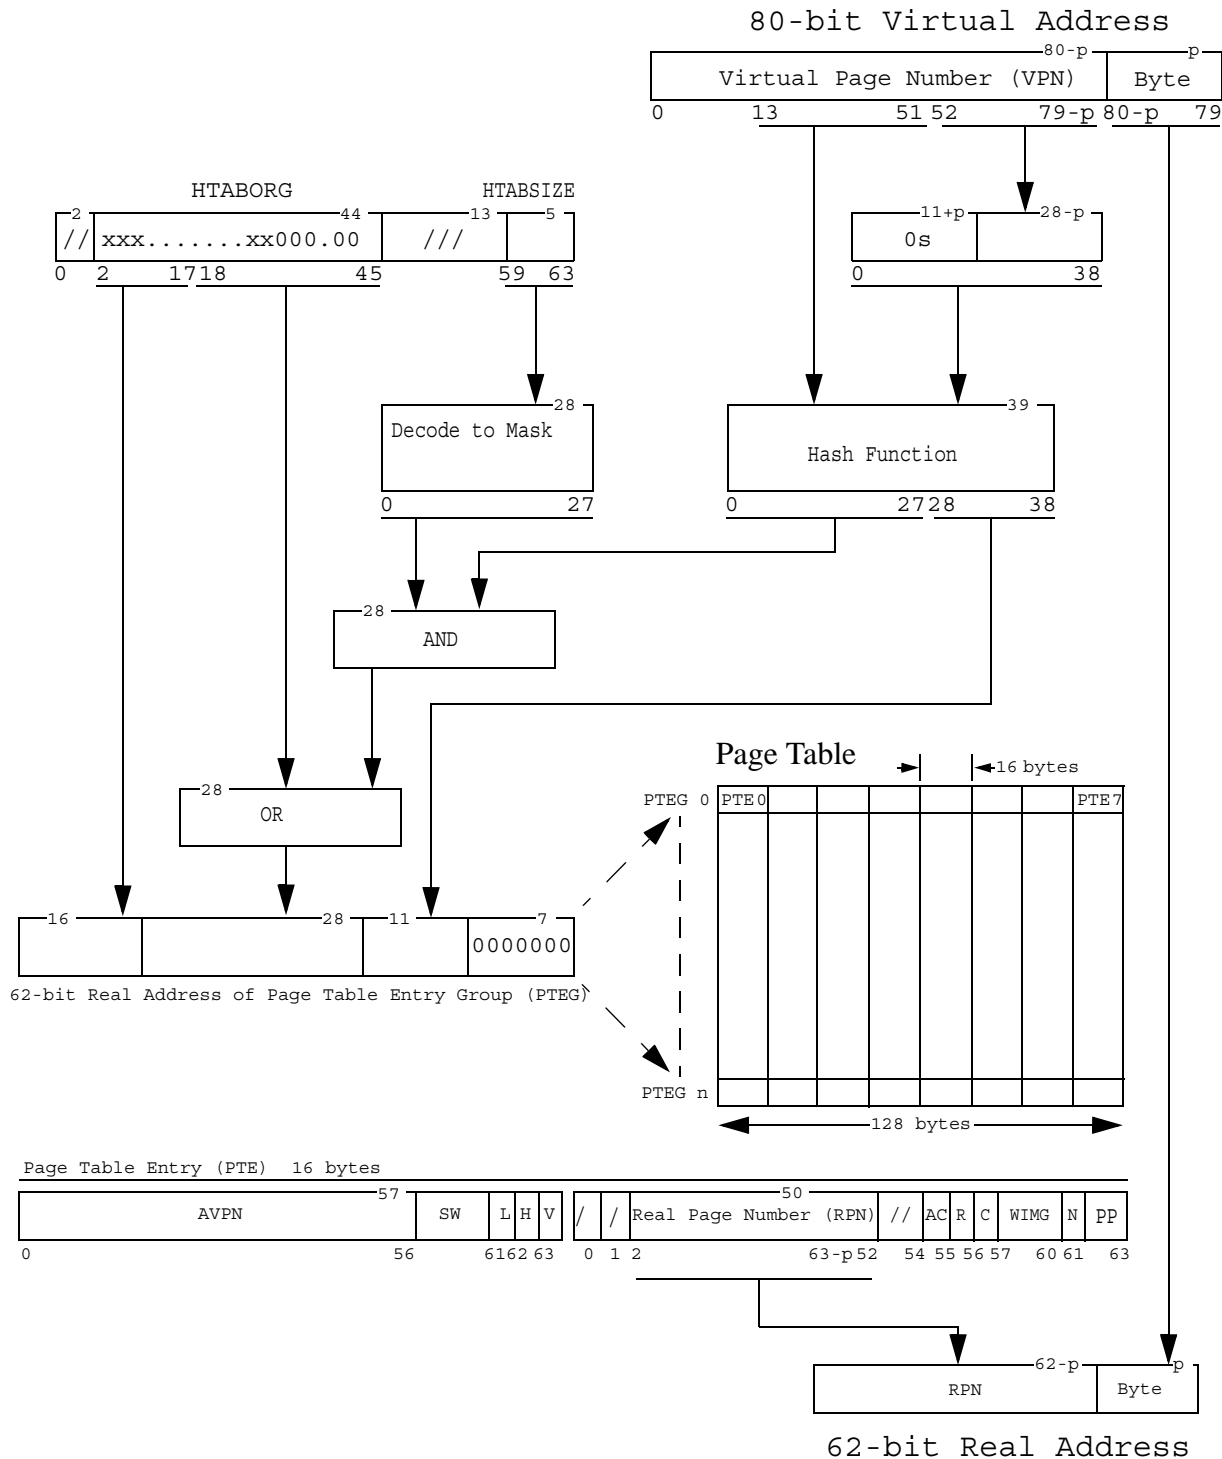 80-bit Virtual Address
80-p p
Virtual Page Number (VPN) Byte
0 13 51 52 79-p 80-p 79
HTABORG HTABSIZE
2 44 13 5
// xxx.......xx000.00 ///
0 2 17 18 45 59 63
11+p 28-p
0s
0 38
28
Decode to Mask
0 27
39
Hash Function
0 27 28 38
28
AND
28
OR
16 28 11 7
0000000
62-bit Real Address of Page Table Entry Group (PTEG)
Page Table
16 bytes
PTEG 0 PTE0 PTE7
PTEG n
128 bytes
Page Table Entry (PTE) 16 bytes
57 50
AVPN SW L H V / / Real Page Number (RPN) // AC R C WIMG N PP
0 56 61 62 63 0 1 2 63-p 52 54 55 56 57 60 61 63
62-p p
RPN Byte
62-bit Real Address